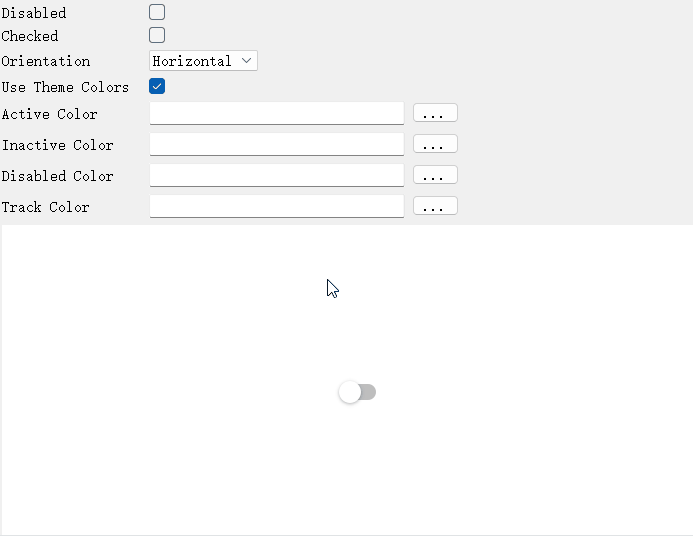 Disabled
Checked
Orientation Horizontal
Use Theme Colors
Active Color ...
Inactive Color ...
Disabled Color ...
Track Color ...